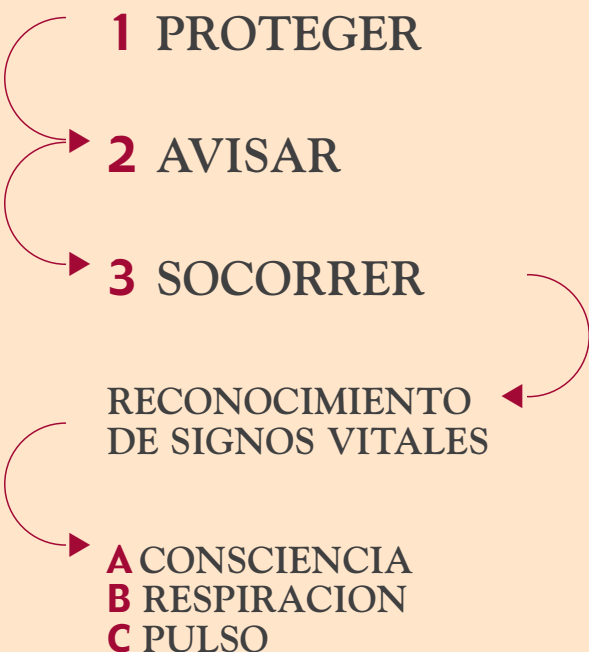 1 PROTEGER
2 AVISAR
3 SOCORRER
RECONOCIMIENTO
DE SIGNOS VITALES
A CONSCIENCIA
B RESPIRACION
C PULSO